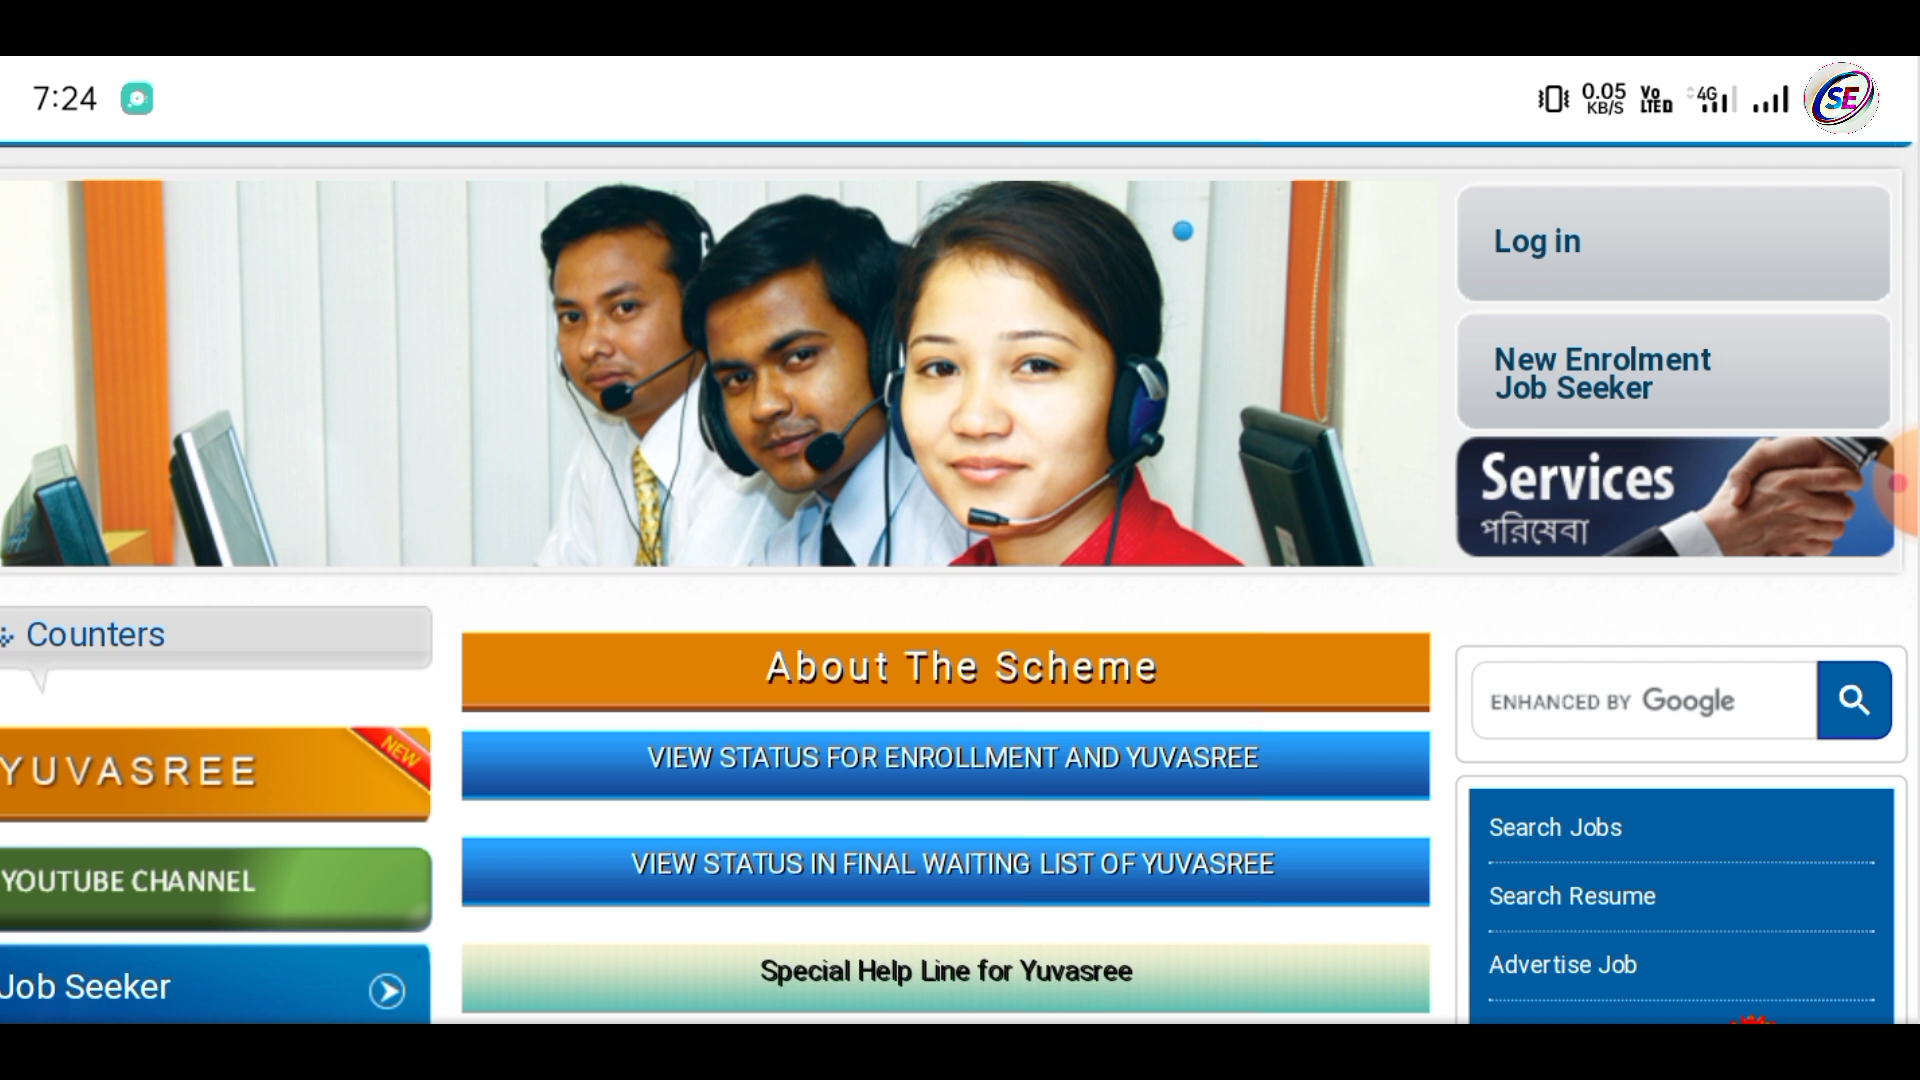 7:24
0.05
KB/S
Vo
LTE
4G
SE
Log in
New Enrolment
Job Seeker
Services
পরিষেবা
Counters
About The Scheme
ENHANCED BY Google
YUVASREE
NEW
VIEW STATUS FOR ENROLLMENT AND YUVASREE
YOUTUBE CHANNEL
VIEW STATUS IN FINAL WAITING LIST OF YUVASREE
Search Jobs
Search Resume
Advertise Job
Job Seeker
Special Help Line for Yuvasree